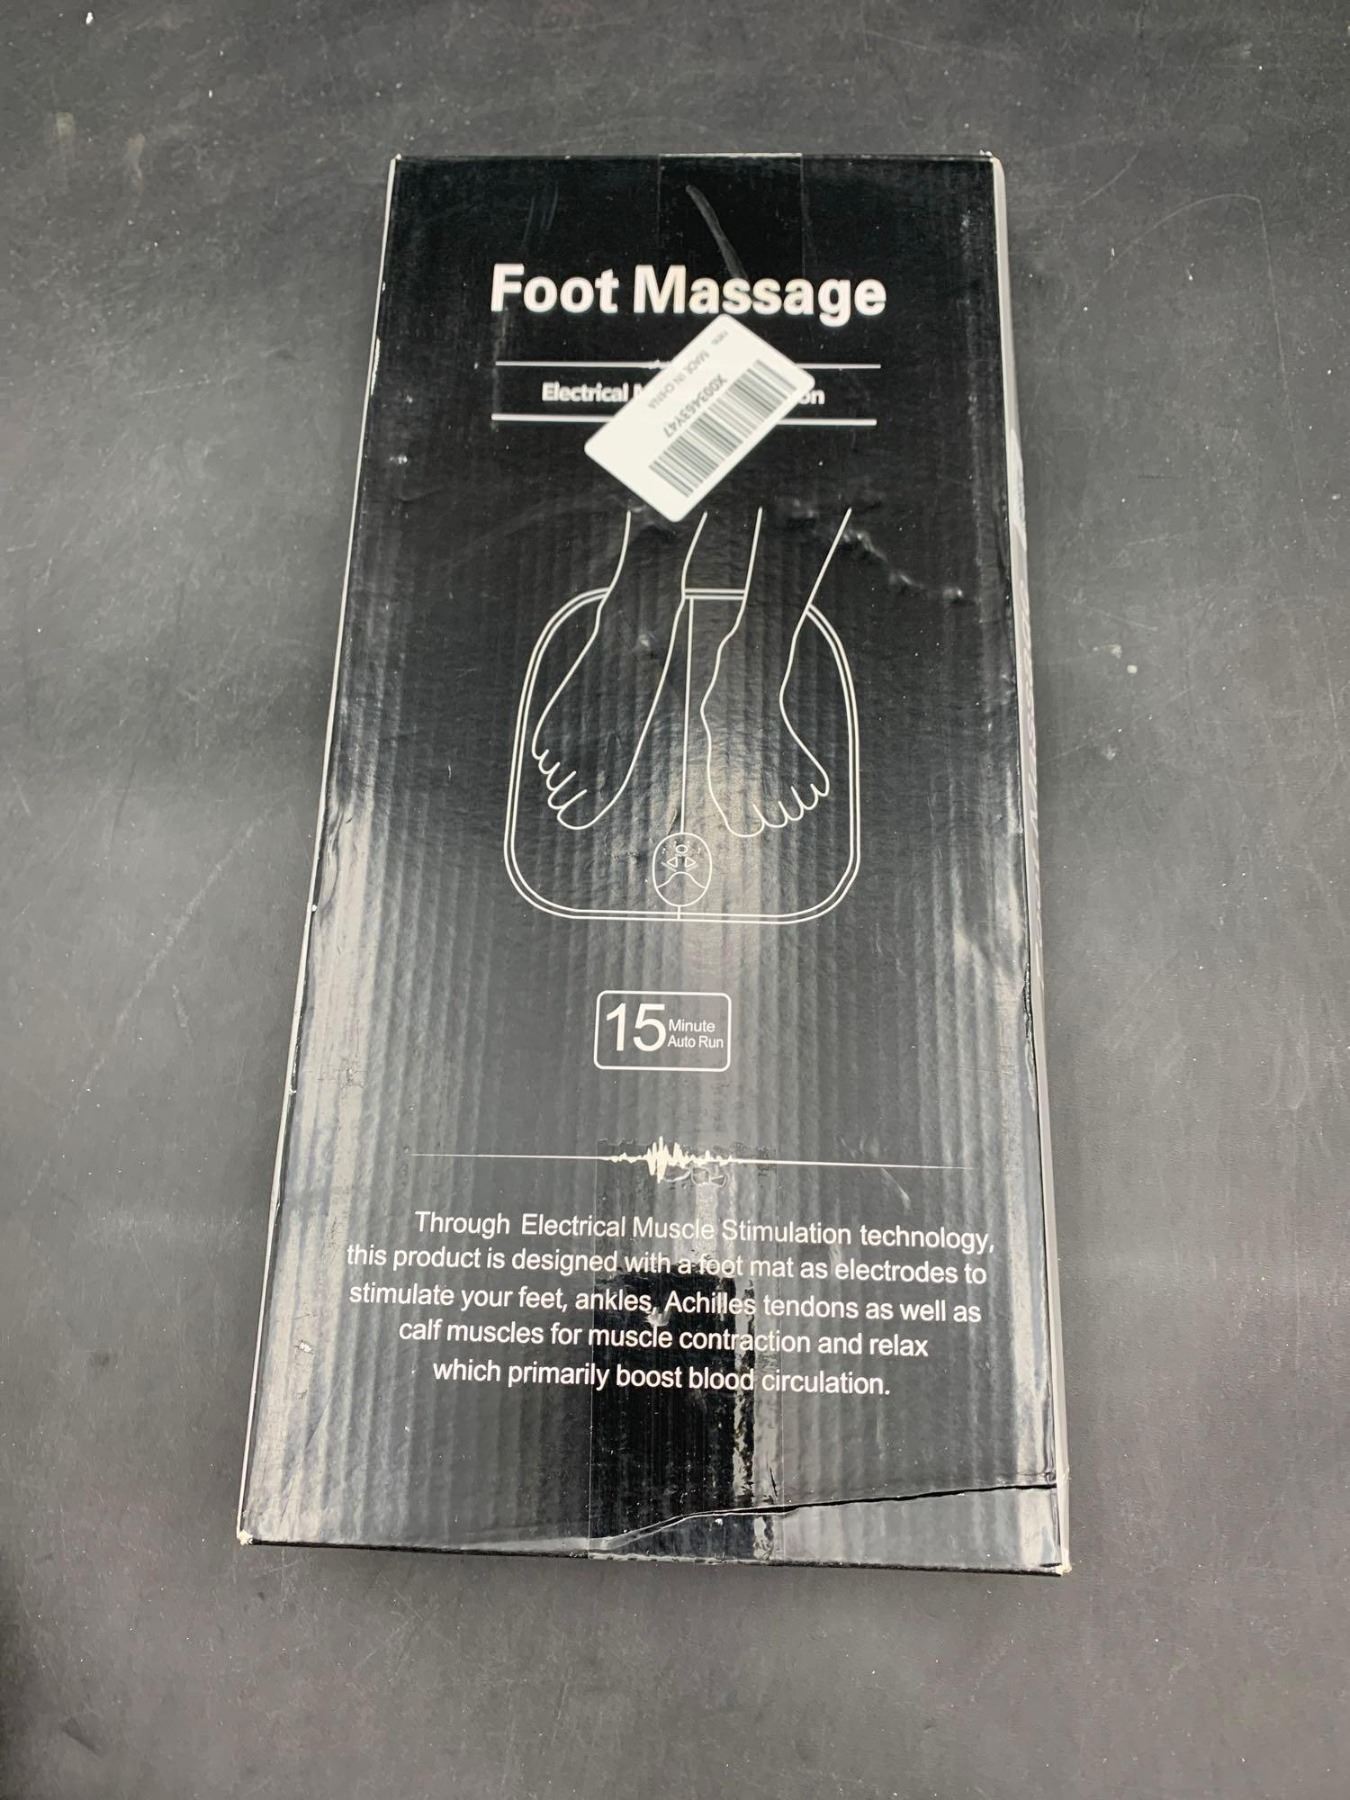 Foot Massage
Electrical
on
New
MADE IN CHINA
X003463Y47
15
Minute
Auto Run
Through Electrical Muscle Stimulation technology,
this product is designed with a foot mat as electrodes to
stimulate your feet, ankles, Achilles tendons as well as
calf muscles for muscle contraction and relax
which primarily boost blood circulation.